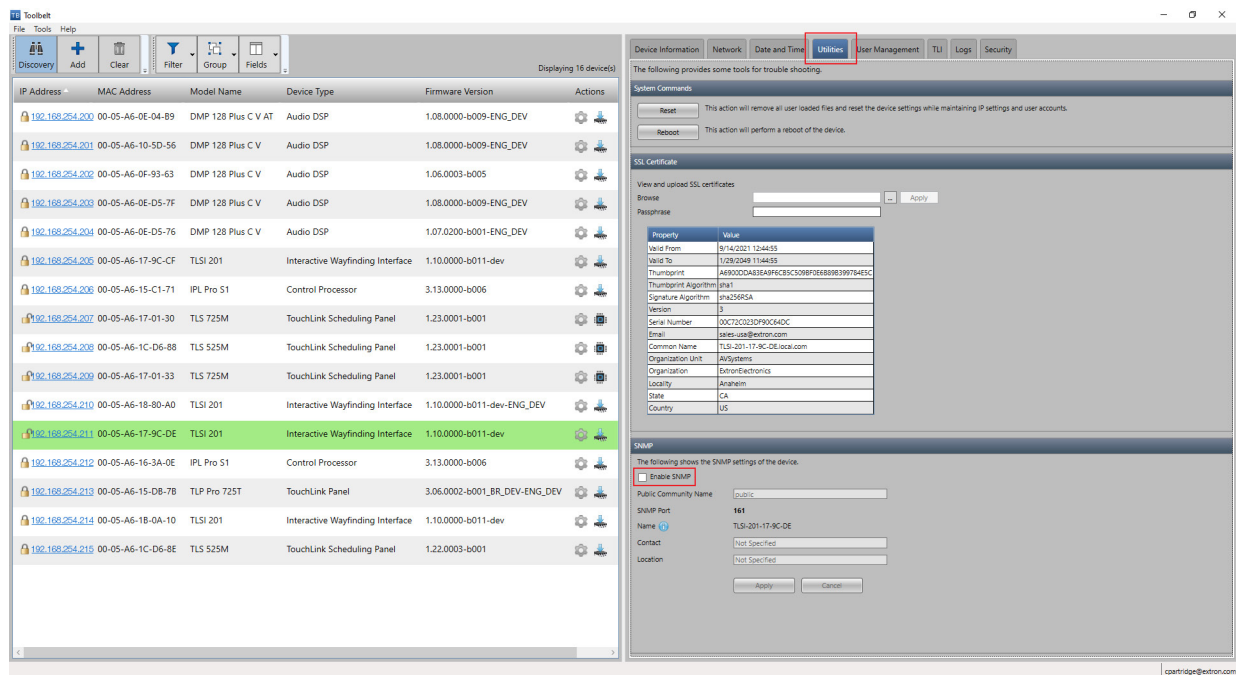 TB Toolbelt
File Tools Help
Discovery Add Clear Filter Group Fields
Displaying 16 device(s)
IP Address MAC Address Model Name Device Type Firmware Version Actions
192.168.254.200 00-05-A6-0E-04-B9 DMP 128 Plus C V AT Audio DSP 1.08.0000-b009-ENG_DEV
192.168.254.201 00-05-A6-10-5D-56 DMP 128 Plus C V Audio DSP 1.08.0000-b009-ENG_DEV
192.168.254.202 00-05-A6-0F-93-63 DMP 128 Plus C V Audio DSP 1.06.0003-b005
192.168.254.203 00-05-A6-0E-D5-7F DMP 128 Plus C V Audio DSP 1.08.0000-b009-ENG_DEV
192.168.254.204 00-05-A6-0E-D5-76 DMP 128 Plus C V Audio DSP 1.07.0200-b001-ENG_DEV
192.168.254.205 00-05-A6-17-9C-CF TLSI 201 Interactive Wayfinding Interface 1.10.0000-b011-dev
192.168.254.206 00-05-A6-15-C1-71 IPL Pro S1 Control Processor 3.13.0000-b006
192.168.254.207 00-05-A6-17-01-30 TLS 725M TouchLink Scheduling Panel 1.23.0001-b001
192.168.254.208 00-05-A6-1C-D6-88 TLS 525M TouchLink Scheduling Panel 1.23.0001-b001
192.168.254.209 00-05-A6-17-01-33 TLS 725M TouchLink Scheduling Panel 1.23.0001-b001
192.168.254.210 00-05-A6-18-80-A0 TLSI 201 Interactive Wayfinding Interface 1.10.0000-b011-dev-ENG_DEV
192.168.254.211 00-05-A6-17-9C-DE TLSI 201 Interactive Wayfinding Interface 1.10.0000-b011-dev
192.168.254.212 00-05-A6-16-3A-0E IPL Pro S1 Control Processor 3.13.0000-b006
192.168.254.213 00-05-A6-15-DB-7B TLP Pro 725T TouchLink Panel 3.06.0002-b001_BR_DEV-ENG_DEV
192.168.254.214 00-05-A6-1B-0A-10 TLSI 201 Interactive Wayfinding Interface 1.10.0000-b011-dev
192.168.254.215 00-05-A6-1C-D6-8E TLS 525M TouchLink Scheduling Panel 1.22.0003-b001
Device Information Network Date and Time Utilities User Management TLI Logs Security
The following provides some tools for trouble shooting.
System Commands
Reset This action will remove all user loaded files and reset the device settings while maintaining IP settings and user accounts.
Reboot This action will perform a reboot of the device.
SSL Certificate
View and upload SSL certificates
Browse ... Apply
Passphrase
Property Value
Valid From 9/14/2021 12:44:55
Valid To 1/29/2049 11:44:55
Thumbprint A6900DDA83EA9F6CB5C509BF0E6B89B399784E5C
Thumbprint Algorithm sha1
Signature Algorithm sha256RSA
Version 3
Serial Number 00C72C023DF90C64DC
Email sales-usa@extron.com
Common Name TLSI-201-17-9C-DE.local.com
Organization Unit AVSystems
Organization ExtronElectronics
Locality Anaheim
State CA
Country US
SNMP
The following shows the SNMP settings of the device.
Enable SNMP
Public Community Name public
SNMP Port 161
Name TLSI-201-17-9C-DE
Contact Not Specified
Location Not Specified
Apply Cancel
cpartridge@extron.com